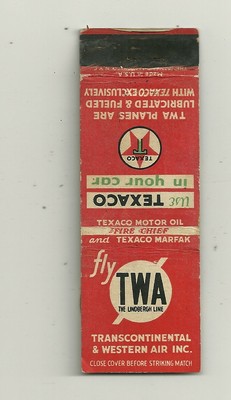 MADE IN U.S.A.
TWA PLANES ARE
LUBRICATED & FUELED
WITH TEXACO EXCLUSIVELY
T
TEXACO
in your car
use TEXACO
TEXACO MOTOR OIL
"FIRE CHIEF"
and TEXACO MARFAK
fly
TWA
THE LINDBERGH LINE
TRANSCONTINENTAL
& WESTERN AIR INC.
CLOSE COVER BEFORE STRIKING MATCH